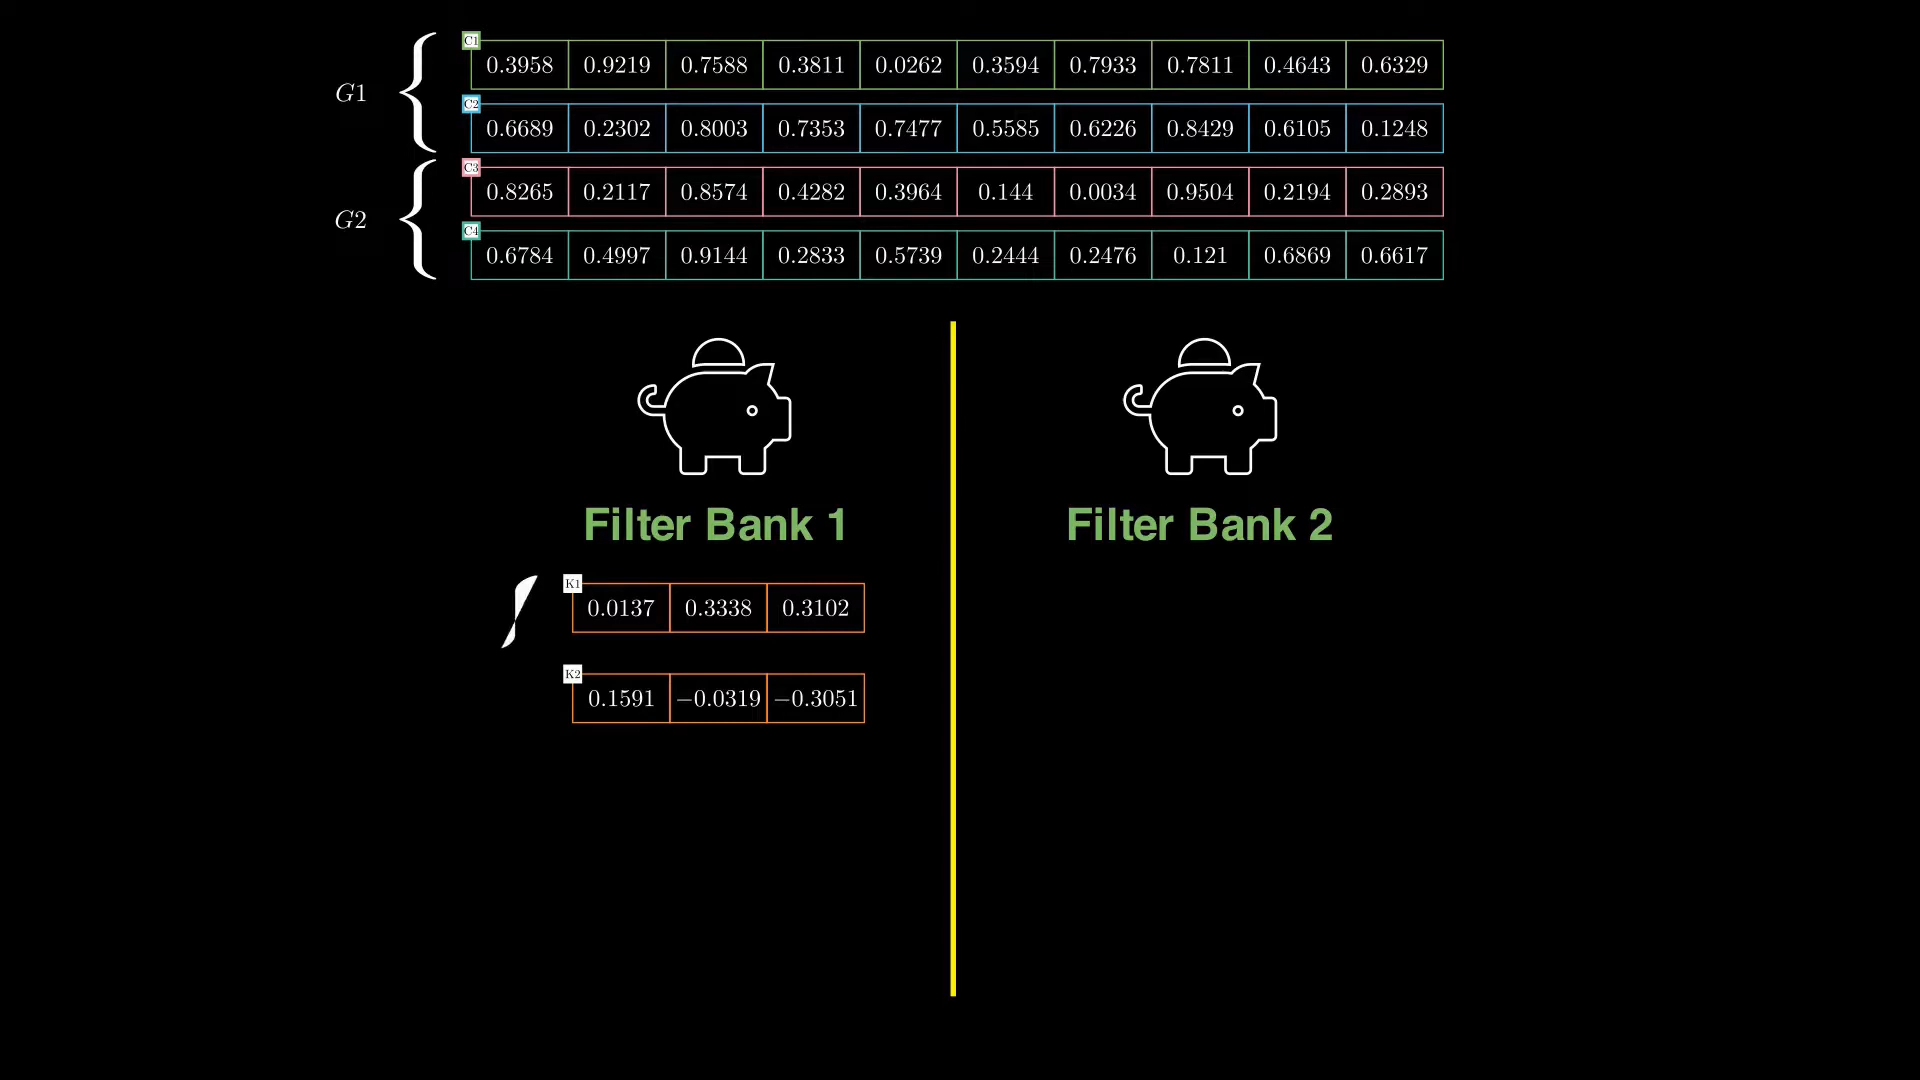 C1
0.3958 0.9219 0.7588 0.3811 0.0262 0.3594 0.7933 0.7811 0.4643 0.6329
G1
C2
0.6689 0.2302 0.8003 0.7353 0.7477 0.5585 0.6226 0.8429 0.6105 0.1248
C3
0.8265 0.2117 0.8574 0.4282 0.3964 0.144 0.0034 0.9504 0.2194 0.2893
G2
C4
0.6784 0.4997 0.9144 0.2833 0.5739 0.2444 0.2476 0.121 0.6869 0.6617
Filter Bank 1
Filter Bank 2
K1
0.0137 0.3338 0.3102
K2
0.1591 −0.0319 −0.3051